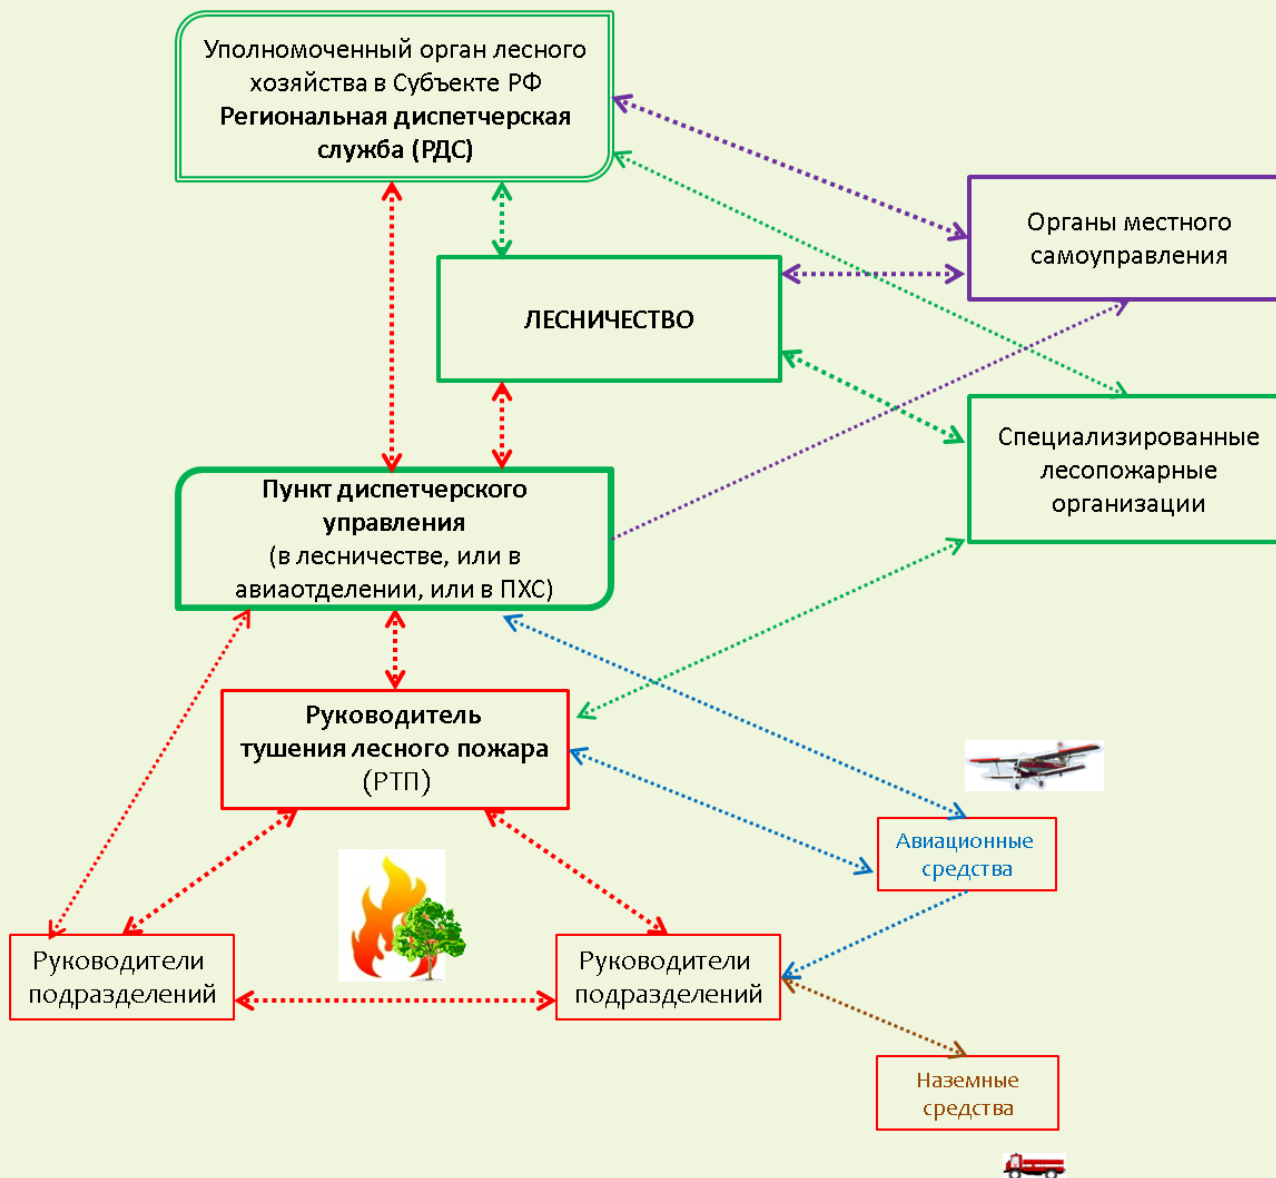 Уполномоченный орган лесного
хозяйства в Субъекте РФ
Региональная диспетчерская
служба (РДС)
Органы местного
самоуправления
ЛЕСНИЧЕСТВО
Специализированные
лесопожарные
организации
Пункт диспетчерского
управления
(в лесничестве, или в
авиаотделении, или в ПХС)
Руководитель
тушения лесного пожара
(РТП)
Авиационные
средства
Руководители
подразделений
Руководители
подразделений
Наземные
средства